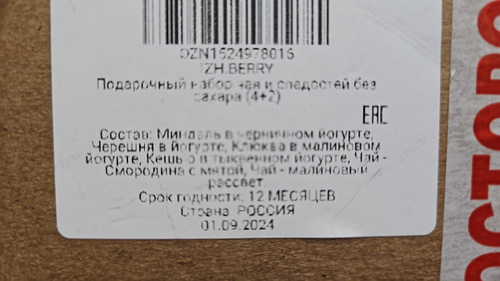 OZN1524978016
IZH.BERRY
Подарочный набор чая и сладостей без
сахара (4+2)
EAC
Состав: Миндаль в черничном йогурте,
Черешня в йогурте, Клюква в малиновом
йогурте, Кешью в тыквенном йогурте, Чай -
Смородина с мятой, Чай - малиновый
рассвет.
Срок годности: 12 МЕСЯЦЕВ
Страна: РОССИЯ
01.09.2024
ОСТОРО